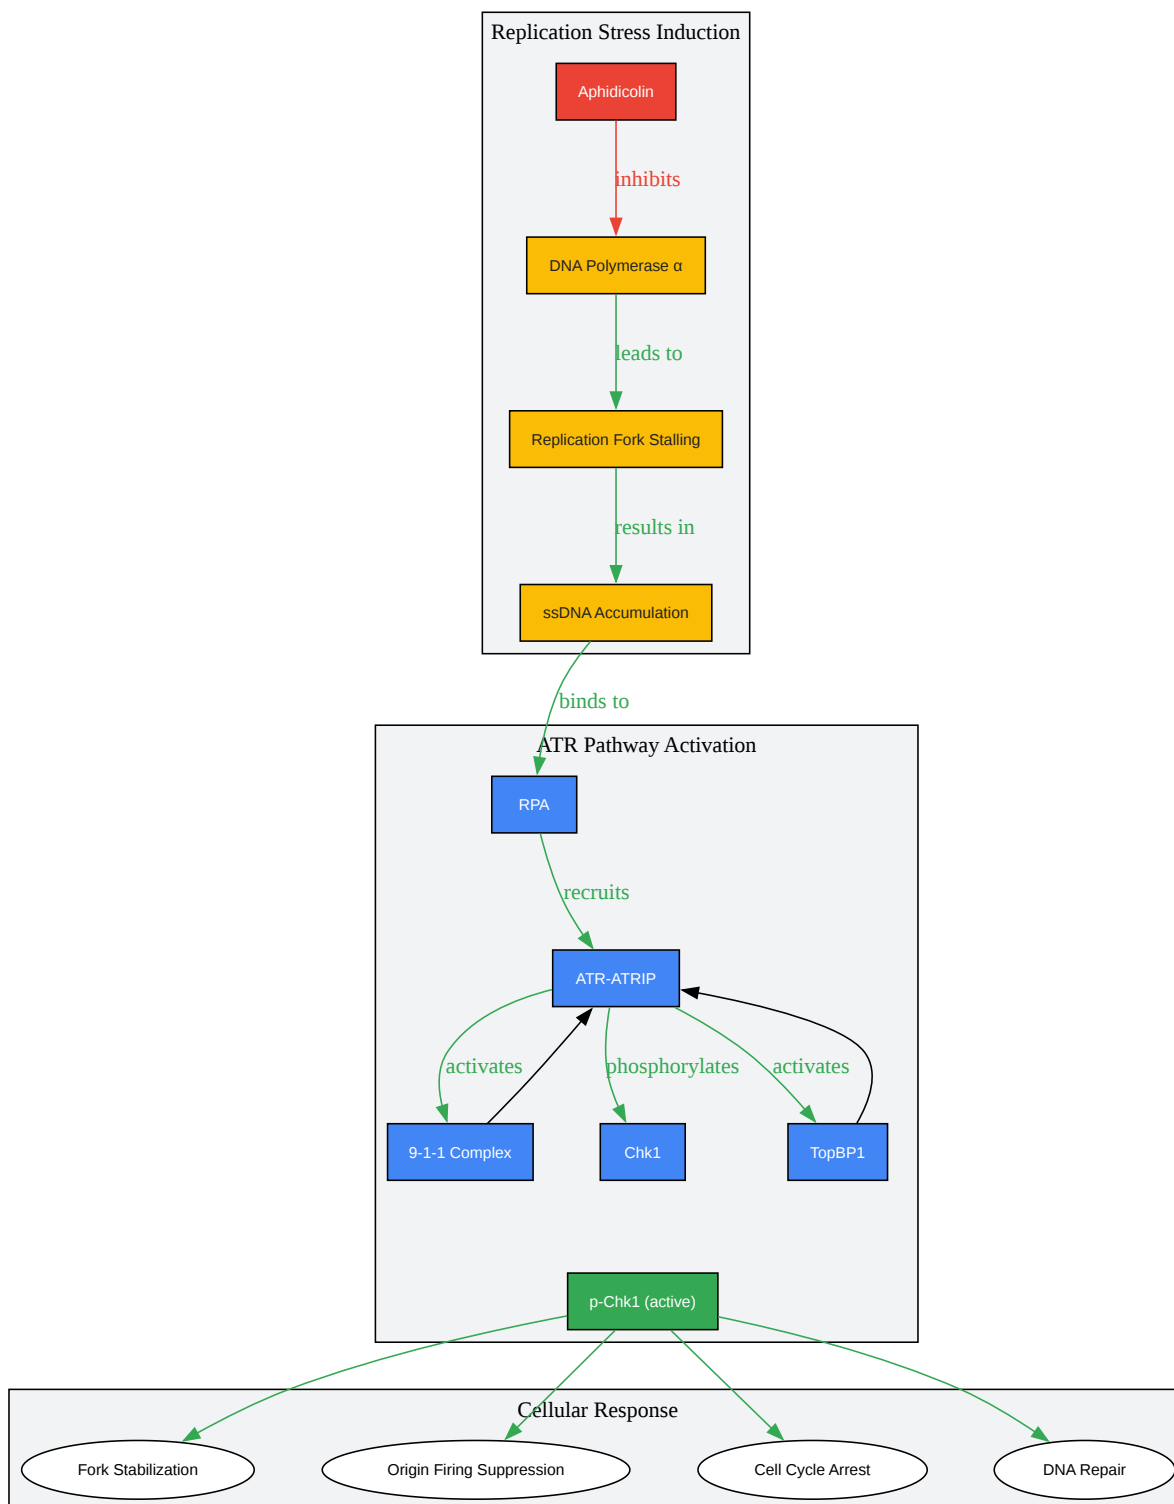 Replication Stress Induction
Aphidicolin
inhibits
DNA Polymerase α
leads to
Replication Fork Stalling
results in
ssDNA Accumulation
binds to
ATR Pathway Activation
RPA
recruits
ATR-ATRIP
activates
phosphorylates
activates
9-1-1 Complex
Chk1
TopBP1
p-Chk1 (active)
Cellular Response
Fork Stabilization
Origin Firing Suppression
Cell Cycle Arrest
DNA Repair